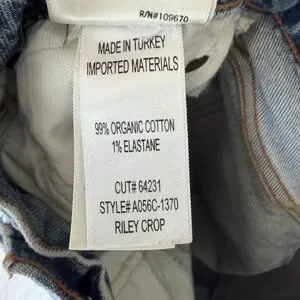 R/N#109670
MADE IN TURKEY
IMPORTED MATERIALS
99% ORGANIC COTTON
1% ELASTANE
CUT# 64231
STYLE# A056C-1370
RILEY CROP